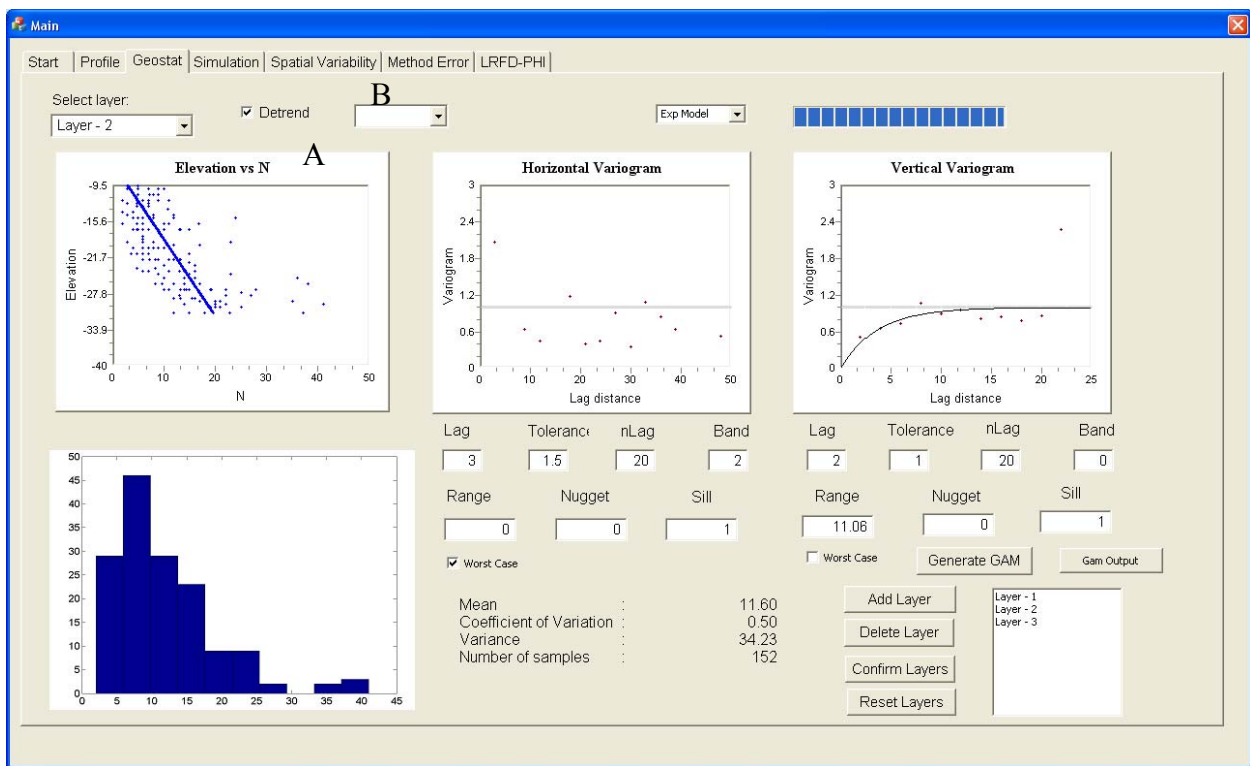 Main
Start Profile Geostat Simulation Spatial Variability Method Error LRFD-PHI
Select layer:
Layer - 2
Detrend
B
Exp Model
A
Elevation vs N
-9.5
-15.6
-21.7
-27.8
-33.9
-40
Elevation
0 10 20 30 40 50
N
Horizontal Variogram
3
2.4
1.8
1.2
0.6
0
Variogram
0 10 20 30 40 50
Lag distance
Vertical Variogram
3
2.4
1.8
1.2
0.6
0
Variogram
0 5 10 15 20 25
Lag distance
Lag Tolerance nLag Band
3 1.5 20 2
Range Nugget Sill
0 0 1
Worst Case
Lag Tolerance nLag Band
2 1 20 0
Range Nugget Sill
11.06 0 1
Worst Case
Generate GAM
Gam Output
50
45
40
35
30
25
20
15
10
5
0
0 5 10 15 20 25 30 35 40 45
Mean : 11.60
Coefficient of Variation : 0.50
Variance : 34.23
Number of samples : 152
Add Layer
Delete Layer
Confirm Layers
Reset Layers
Layer - 1
Layer - 2
Layer - 3